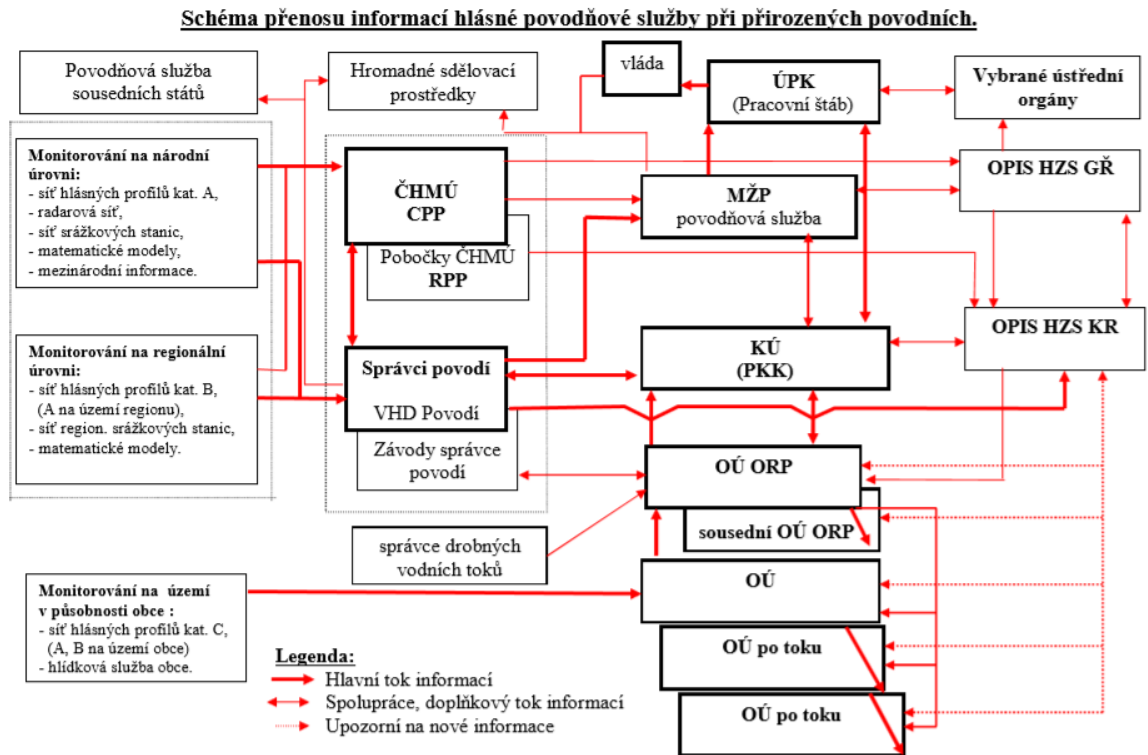 Schéma přenosu informací hlásné povodňové služby při přirozených povodních.
Povodňová služba
sousedních států
Hromadné sdělovací
prostředky
vláda
ÚPK
(Pracovní štáb)
Vybrané ústřední
orgány
Monitorování na národní
úrovni:
- síť hlásných profilů kat. A,
- radarová síť,
- síť srážkových stanic,
- matematické modely,
- mezinárodní informace.
ČHMÚ
CPP
Pobočky ČHMÚ
RPP
MŽP
povodňová služba
OPIS HZS GŘ
OPIS HZS KR
Monitorování na regionální
úrovni:
- síť hlásných profilů kat. B,
(A na území regionu),
- síť region. srážkových stanic,
- matematické modely.
Správci povodí
VHD Povodí
Závody správce
povodí
KÚ
(PKK)
OÚ ORP
sousední OÚ ORP
správce drobných
vodních toků
OÚ
Monitorování na území
v působnosti obce :
- síť hlásných profilů kat. C,
(A, B na území obce)
- hlídková služba obce.
OÚ po toku
OÚ po toku
Legenda:
Hlavní tok informací
Spolupráce, doplňkový tok informací
Upozorní na nové informace